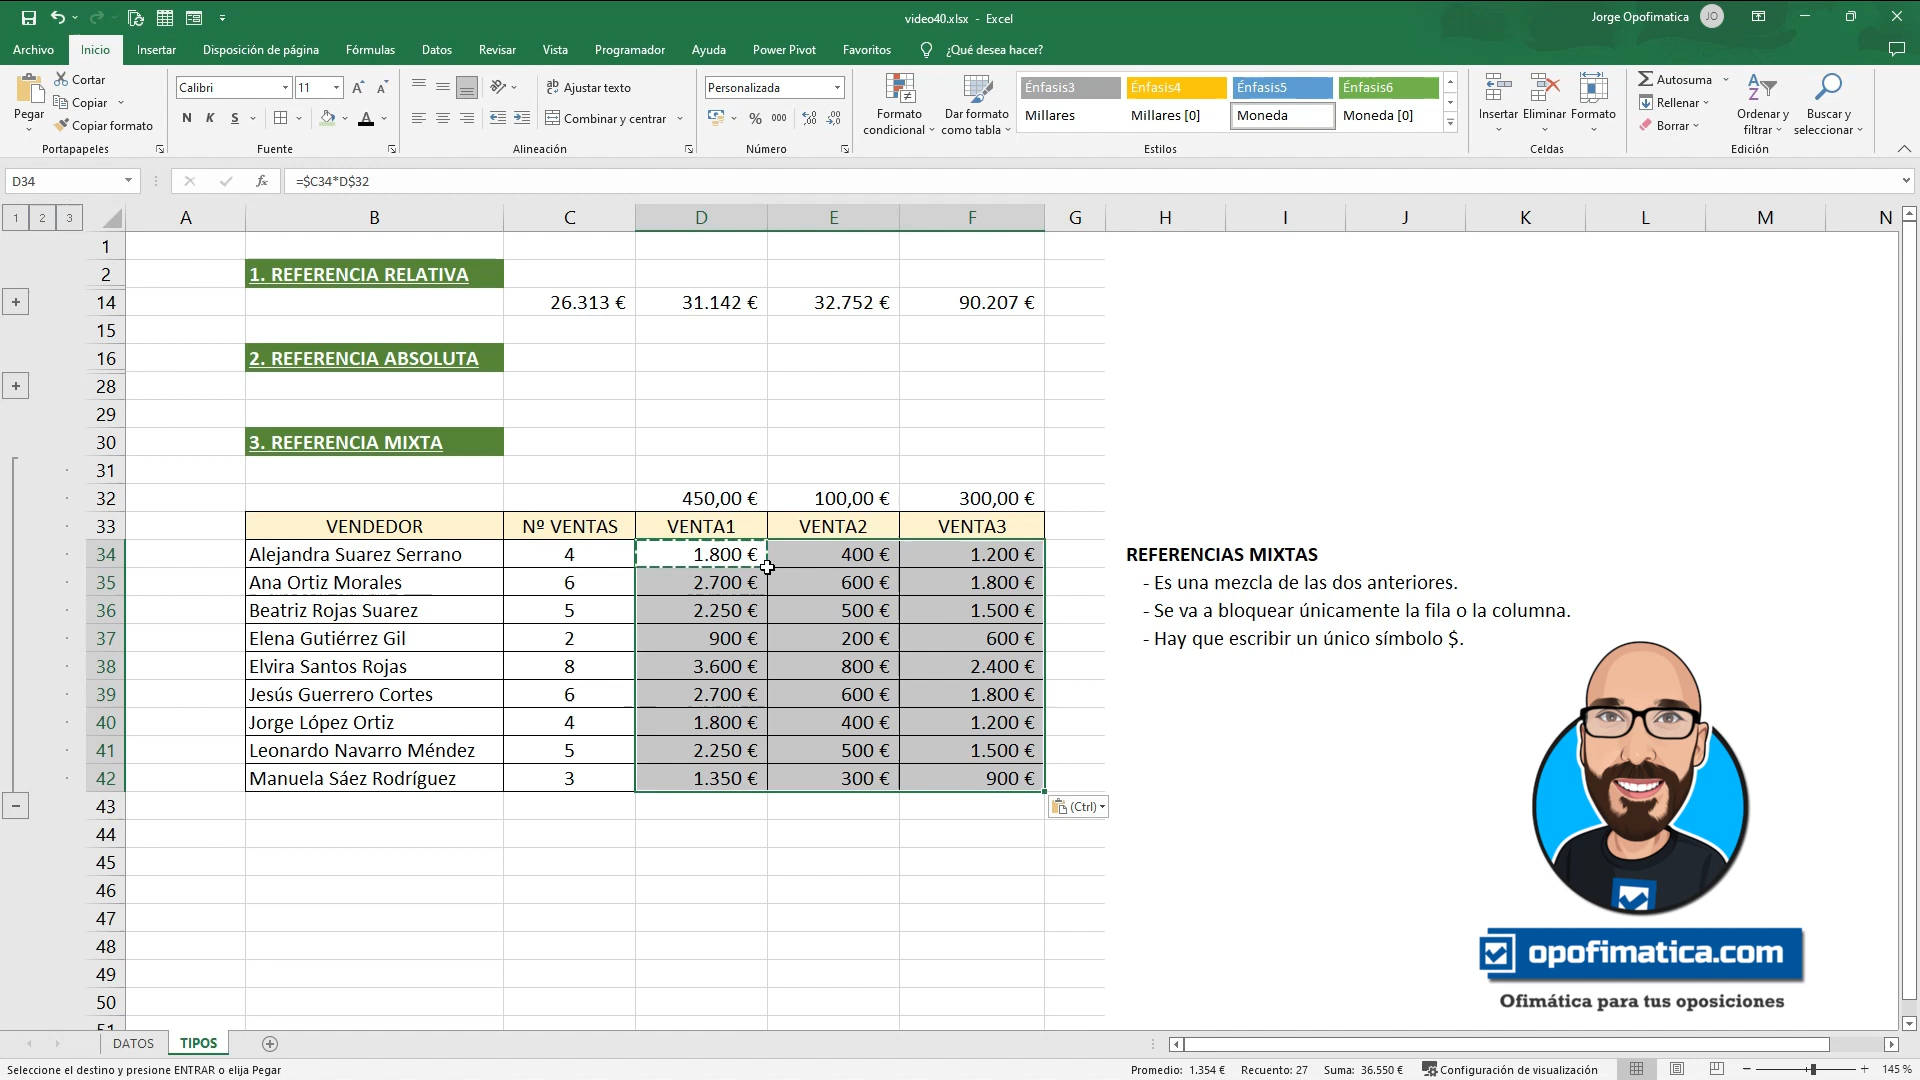 video40.xlsx - Excel
Jorge Opofimatica JO
Archivo Inicio Insertar Disposición de página Fórmulas Datos Revisar Vista Programador Ayuda Power Pivot Favoritos ¿Qué desea hacer?
Pegar
Cortar
Copiar
Copiar formato
Portapapeles
Calibri 11
N K S
Fuente
Ajustar texto
Combinar y centrar
Alineación
Personalizada
% 000
Número
Formato condicional
Dar formato como tabla
Énfasis3 Énfasis4 Énfasis5 Énfasis6
Millares Millares [0] Moneda Moneda [0]
Estilos
Insertar Eliminar Formato
Celdas
Autosuma
Rellenar
Borrar
Ordenar y filtrar
Buscar y seleccionar
Edición
D34 fx =$C34*D$32
1 2 3 A B C D E F G H I J K L M N
1
2 1. REFERENCIA RELATIVA
14 26.313 € 31.142 € 32.752 € 90.207 €
15
16 2. REFERENCIA ABSOLUTA
28
29
30 3. REFERENCIA MIXTA
31
32 450,00 € 100,00 € 300,00 €
33 VENDEDOR Nº VENTAS VENTA1 VENTA2 VENTA3
34 Alejandra Suarez Serrano 4 1.800 € 400 € 1.200 € REFERENCIAS MIXTAS
35 Ana Ortiz Morales 6 2.700 € 600 € 1.800 € - Es una mezcla de las dos anteriores.
36 Beatriz Rojas Suarez 5 2.250 € 500 € 1.500 € - Se va a bloquear únicamente la fila o la columna.
37 Elena Gutiérrez Gil 2 900 € 200 € 600 € - Hay que escribir un único símbolo $.
38 Elvira Santos Rojas 8 3.600 € 800 € 2.400 €
39 Jesús Guerrero Cortes 6 2.700 € 600 € 1.800 €
40 Jorge López Ortiz 4 1.800 € 400 € 1.200 €
41 Leonardo Navarro Méndez 5 2.250 € 500 € 1.500 €
42 Manuela Sáez Rodríguez 3 1.350 € 300 € 900 €
43 (Ctrl)
44
45
46
47
48
49
50
51
opofimatica.com
Ofimática para tus oposiciones
DATOS TIPOS
Seleccione el destino y presione ENTRAR o elija Pegar Promedio: 1.354 € Recuento: 27 Suma: 36.550 € Configuración de visualización 145 %